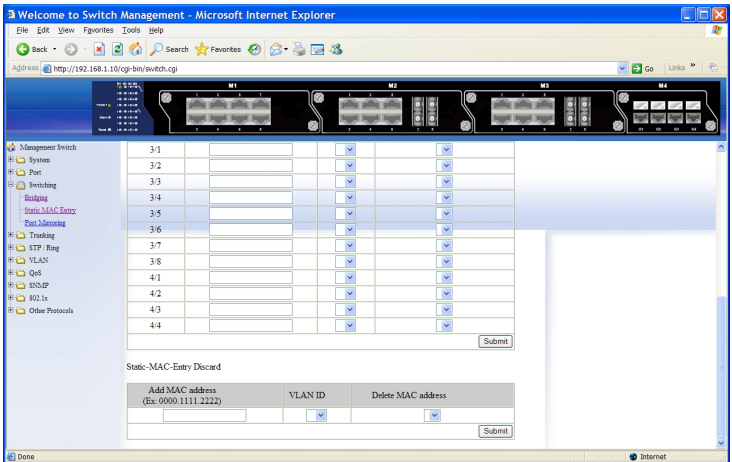 Welcome to Switch Management - Microsoft Internet Explorer
File Edit View Favorites Tools Help
Back Search Favorites
Address http://192.168.1.10/cgi-bin/switch.cgi Go Links
M1 M2 M3 M4
Management Switch
System
Port
Switching
Bridging
Static MAC Entry
Port Mirroring
Trunking
STP / Ring
VLAN
QoS
SNMP
802.1x
Other Protocols
3/1
3/2
3/3
3/4
3/5
3/6
3/7
3/8
4/1
4/2
4/3
4/4
Submit
Static-MAC-Entry Discard
Add MAC address
(Ex: 0000.1111.2222)
VLAN ID
Delete MAC address
Submit
Done Internet